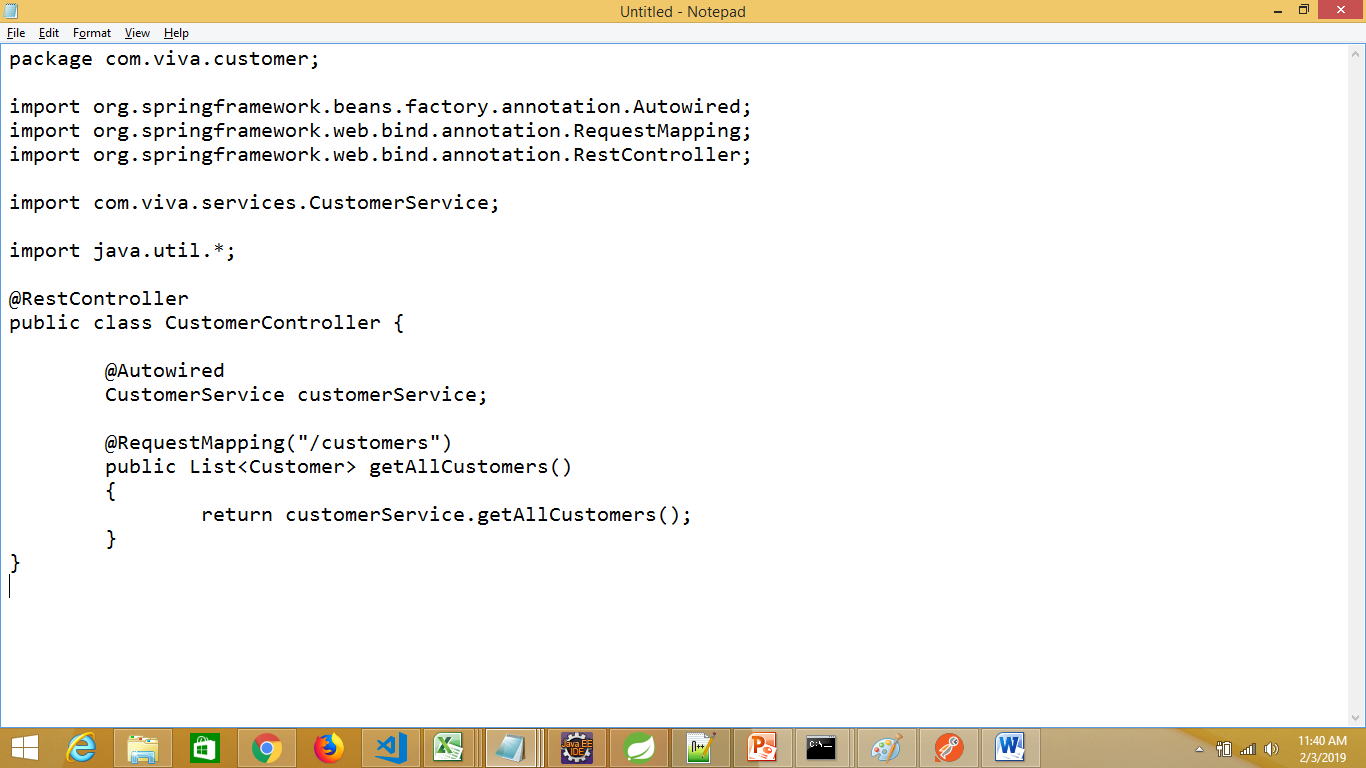 Untitled - Notepad
File Edit Format View Help
package com.viva.customer;
import org.springframework.beans.factory.annotation.Autowired;
import org.springframework.web.bind.annotation.RequestMapping;
import org.springframework.web.bind.annotation.RestController;
import com.viva.services.CustomerService;
import java.util.*;
@RestController
public class CustomerController {
@Autowired
CustomerService customerService;
@RequestMapping("/customers")
public List<Customer> getAllCustomers()
{
return customerService.getAllCustomers();
}
}
Java EE
IDE
11:40 AM
2/3/2019